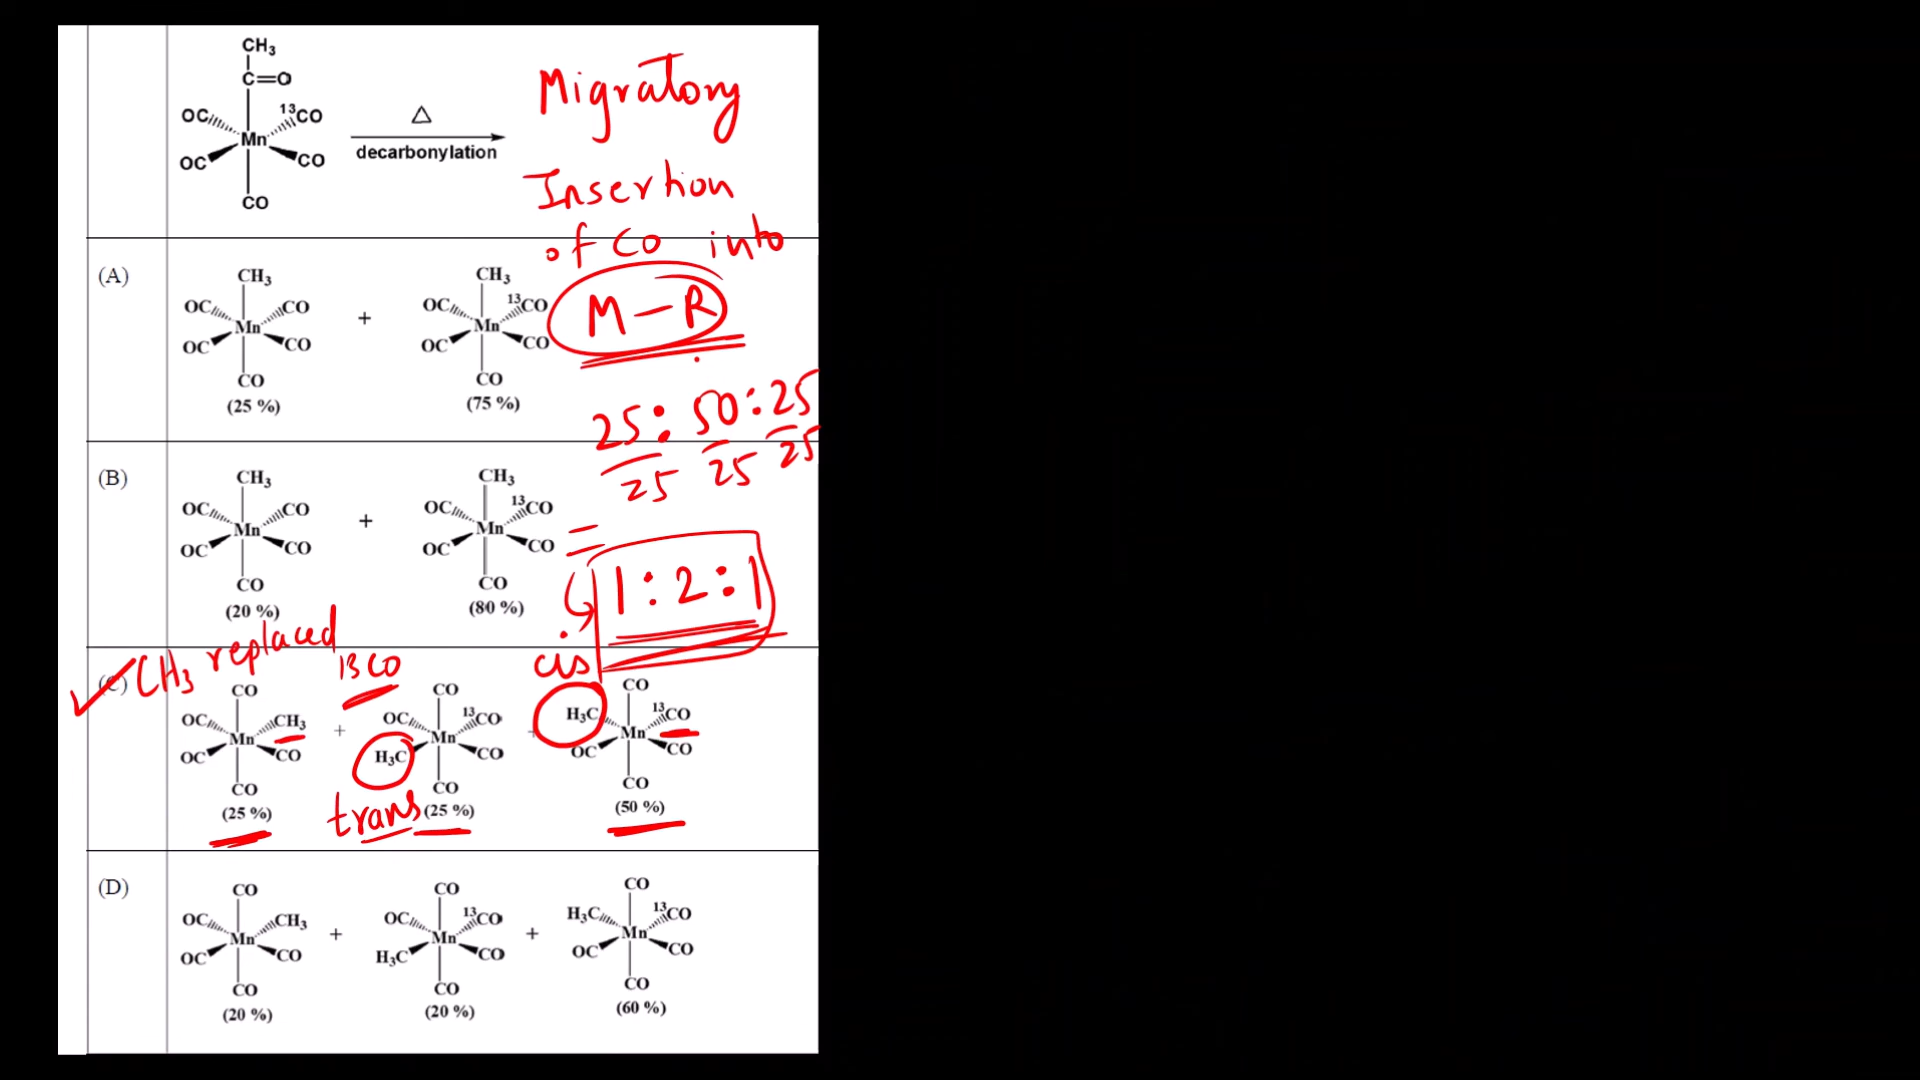 CH3
C=O
OC 13CO
Mn
OC CO
CO
△
decarbonylation
Migratory
Insertion
of CO into
M-R
(A)
CH3
OC CO
Mn
OC CO
CO
(25 %)
+
CH3
OC 13CO
Mn
OC CO
CO
(75 %)
25 : 50 : 25
25 25 25
(B)
CH3
OC CO
Mn
OC CO
CO
(20 %)
+
CH3
OC 13CO
Mn
OC CO
CO
(80 %)
=
1 : 2 : 1
(C)
CH3 replaced
13CO
cis
CO
OC CH3
Mn
OC CO
CO
(25 %)
+
CO
OC 13CO
Mn
H3C CO
CO
trans (25 %)
+
CO
H3C 13CO
Mn
OC CO
CO
(50 %)
(D)
CO
OC CH3
Mn
OC CO
CO
(20 %)
+
CO
OC 13CO
Mn
H3C CO
CO
(20 %)
+
CO
H3C 13CO
Mn
OC CO
CO
(60 %)